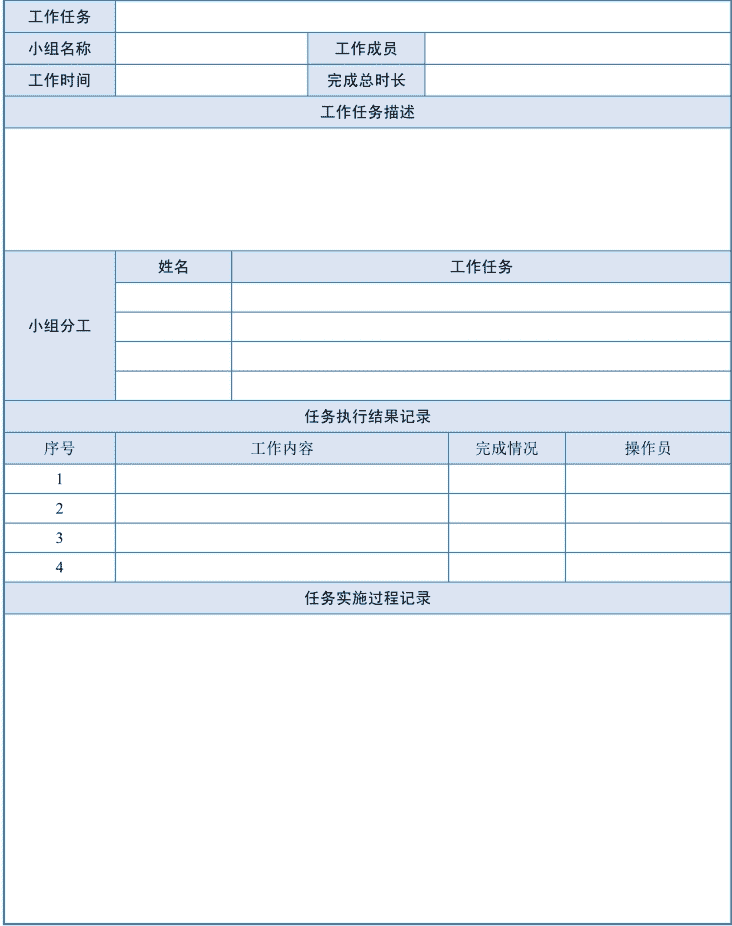 工作任务
小组名称 工作成员
工作时间 完成总时长
工作任务描述
姓名 工作任务
小组分工
任务执行结果记录
序号 工作内容 完成情况 操作员
1
2
3
4
任务实施过程记录